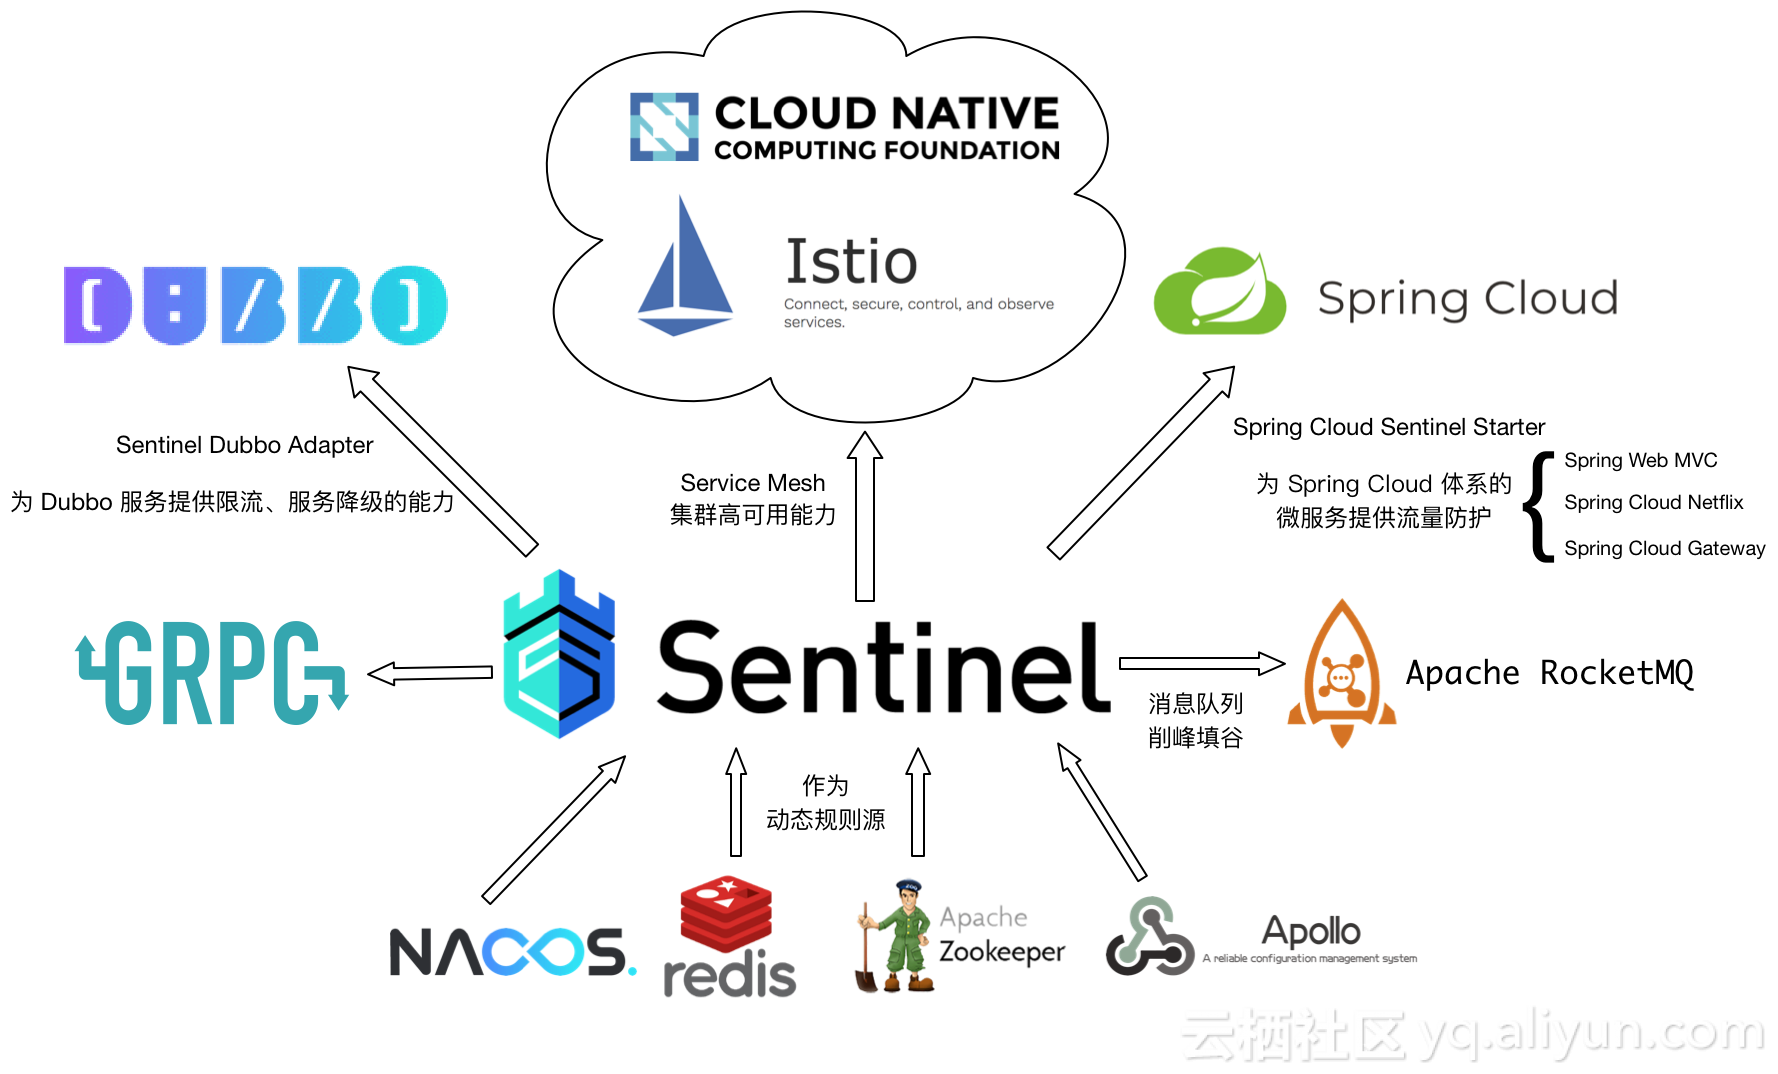 CLOUD NATIVE
COMPUTING FOUNDATION
Istio
Connect, secure, control, and observe
services.
DUBBO
Spring Cloud
Sentinel Dubbo Adapter
为 Dubbo 服务提供限流、服务降级的能力
Service Mesh
集群高可用能力
Spring Cloud Sentinel Starter
为 Spring Cloud 体系的
微服务提供流量防护
Spring Web MVC
Spring Cloud Netflix
Spring Cloud Gateway
GRPC
Sentinel
Apache RocketMQ
消息队列
削峰填谷
作为
动态规则源
NACOS.
redis
Apache
Zookeeper
Apollo
A reliable configuration management system
云栖社区 yq.aliyun.com